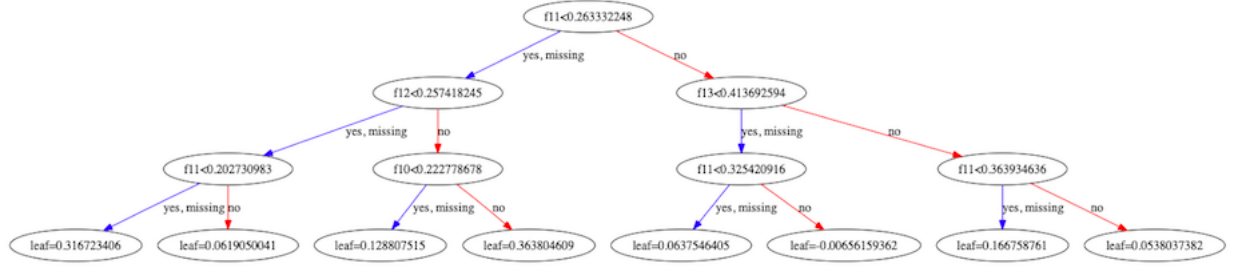 f11<0.263332248
yes, missing no
f12<0.257418245 f13<0.413692594
yes, missing no yes, missing no
f11<0.202730983 f10<0.222778678 f11<0.325420916 f11<0.363934636
yes, missing no yes, missing no yes, missing no yes, missing no
leaf=0.316723406 leaf=0.0619050041 leaf=0.128807515 leaf=0.363804609 leaf=0.0637546405 leaf=-0.00656159362 leaf=0.166758761 leaf=0.0538037382